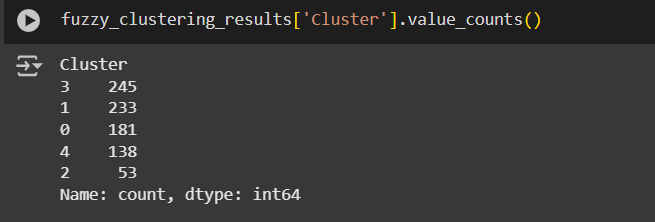 fuzzy_clustering_results['Cluster'].value_counts()
Cluster
3    245
1    233
0    181
4    138
2     53
Name: count, dtype: int64